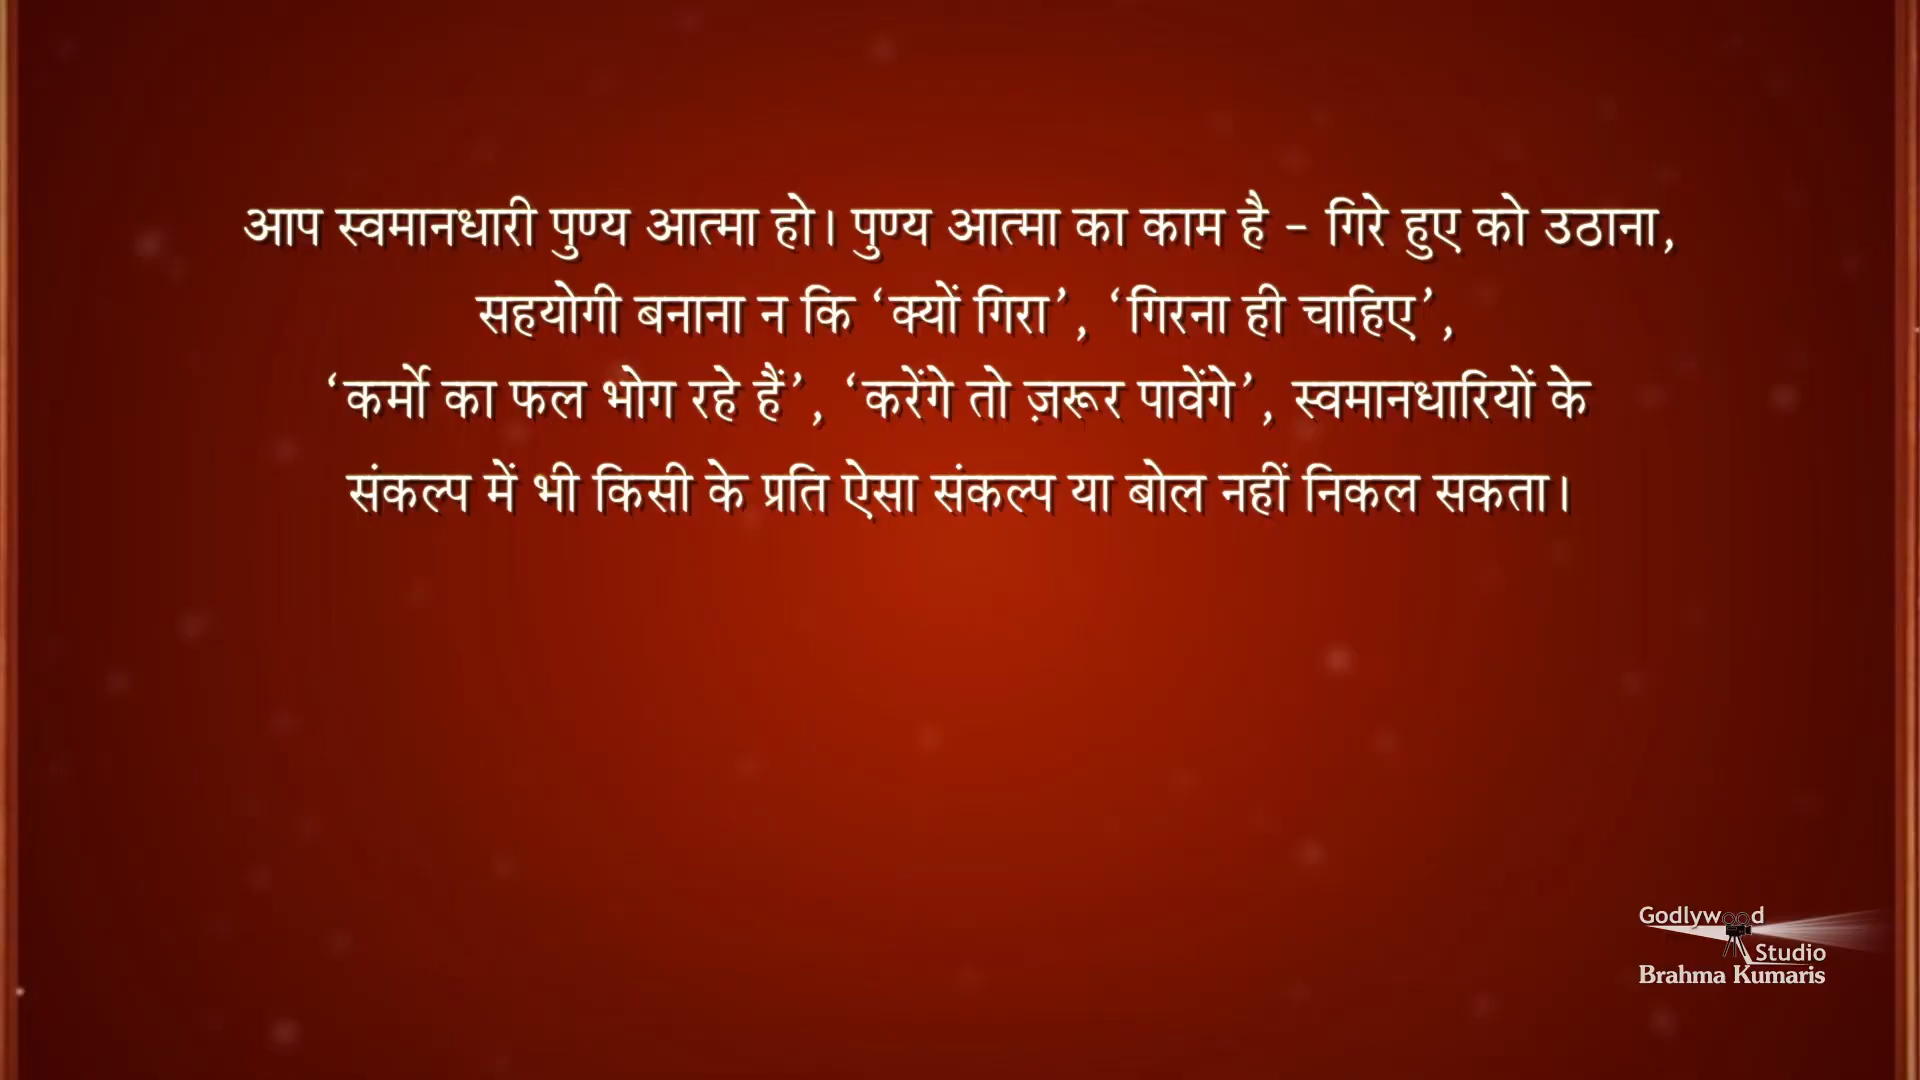 आप स्वमानधारी पुण्य आत्मा हो। पुण्य आत्मा का काम है – गिरे हुए को उठाना,
सहयोगी बनाना न कि ‘क्यों गिरा’, ‘गिरना ही चाहिए’,
‘कर्मो का फल भोग रहे हैं’, ‘करेंगे तो ज़रूर पावेंगे’, स्वमानधारियों के
संकल्प में भी किसी के प्रति ऐसा संकल्प या बोल नहीं निकल सकता।
Godlywood
Studio
Brahma Kumaris